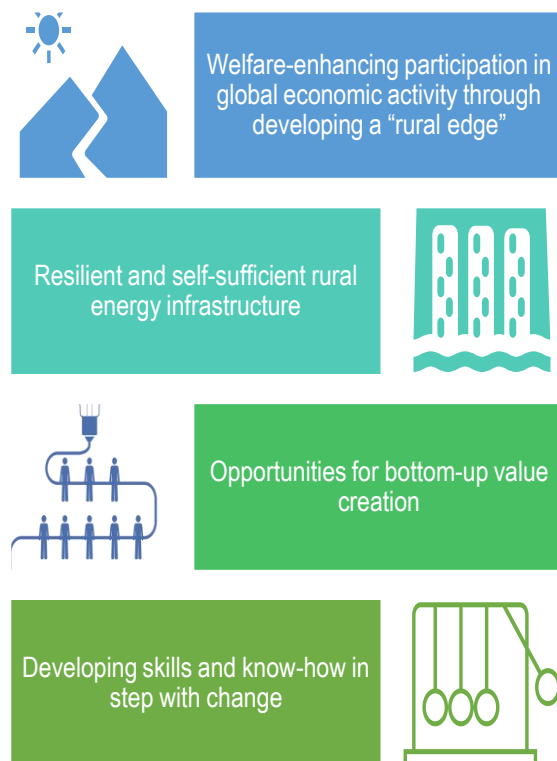 Welfare-enhancing participation in
global economic activity through
developing a “rural edge”
Resilient and self-sufficient rural
energy infrastructure
Opportunities for bottom-up value
creation
Developing skills and know-how in
step with change